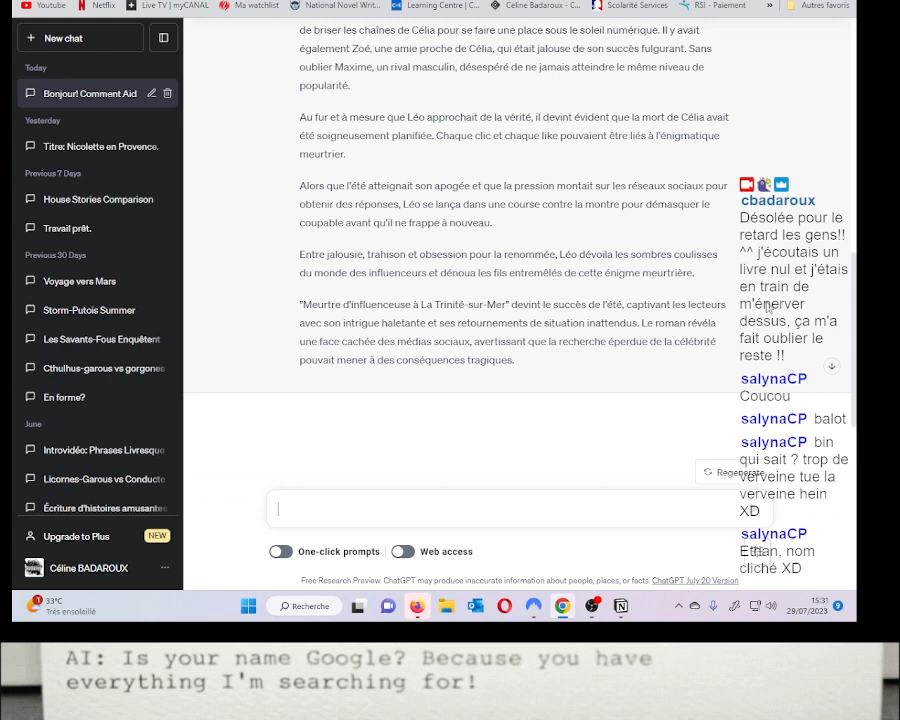 Youtube
Netflix
Live TV | myCANAL
Ma watchlist
National Novel Writ...
Learning Centre | C...
Celine Badaroux - C...
Scolarité Services
RSI - Paiement
»
Autres favoris
+ New chat
Today
Bonjour! Comment Aid
Yesterday
Titre: Nicolette en Provence.
Previous 7 Days
House Stories Comparison
Travail prêt.
Previous 30 Days
Voyage vers Mars
Storm-Putois Summer
Les Savants-Fous Enquêtent
Cthulhus-garous vs gorgones
En forme?
June
Introvidéo: Phrases Livresques
Licornes-Garous vs Conducte
Écriture d'histoires amusantes
Upgrade to Plus NEW
Céline BADAROUX ...
de briser les chaînes de Célia pour se faire une place sous le soleil numérique. Il y avait
également Zoé, une amie proche de Célia, qui était jalouse de son succès fulgurant. Sans
oublier Maxime, un rival masculin, désespéré de ne jamais atteindre le même niveau de
popularité.
Au fur et à mesure que Léo approchait de la vérité, il devint évident que la mort de Célia avait
été soigneusement planifiée. Chaque clic et chaque like pouvaient être liés à l'énigmatique
meurtrier.
Alors que l'été atteignait son apogée et que la pression montait sur les réseaux sociaux pour
obtenir des réponses, Léo se lança dans une course contre la montre pour démasquer le
coupable avant qu'il ne frappe à nouveau.
Entre jalousie, trahison et obsession pour la renommée, Léo dévoila les sombres coulisses
du monde des influenceurs et dénoua les fils entremêlés de cette énigme meurtrière.
"Meurtre d'influenceuse à La Trinité-sur-Mer" devint le succès de l'été, captivant les lecteurs
avec son intrigue haletante et ses retournements de situation inattendus. Le roman révéla
une face cachée des médias sociaux, avertissant que la recherche éperdue de la célébrité
pouvait mener à des conséquences tragiques.
Regenerate
One-click prompts
Web access
Free Research Preview. ChatGPT may produce inaccurate information about people, places, or facts. ChatGPT July 20 Version
cbadaroux
Désolée pour le
retard les gens!!
^^ j'écoutais un
livre nul et j'étais
en train de
m'énerver
dessus, ça m'a
fait oublier le
reste !!
salynaCP
Coucou
salynaCP balot
salynaCP bin
qui sait ? trop de
verveine tue la
verveine hein
XD
salynaCP
Ethan, nom
cliché XD
1
33°C
Très ensoleillé
Recherche
15:31
29/07/2023
9
AI: Is your name Google? Because you have
everything I'm searching for!